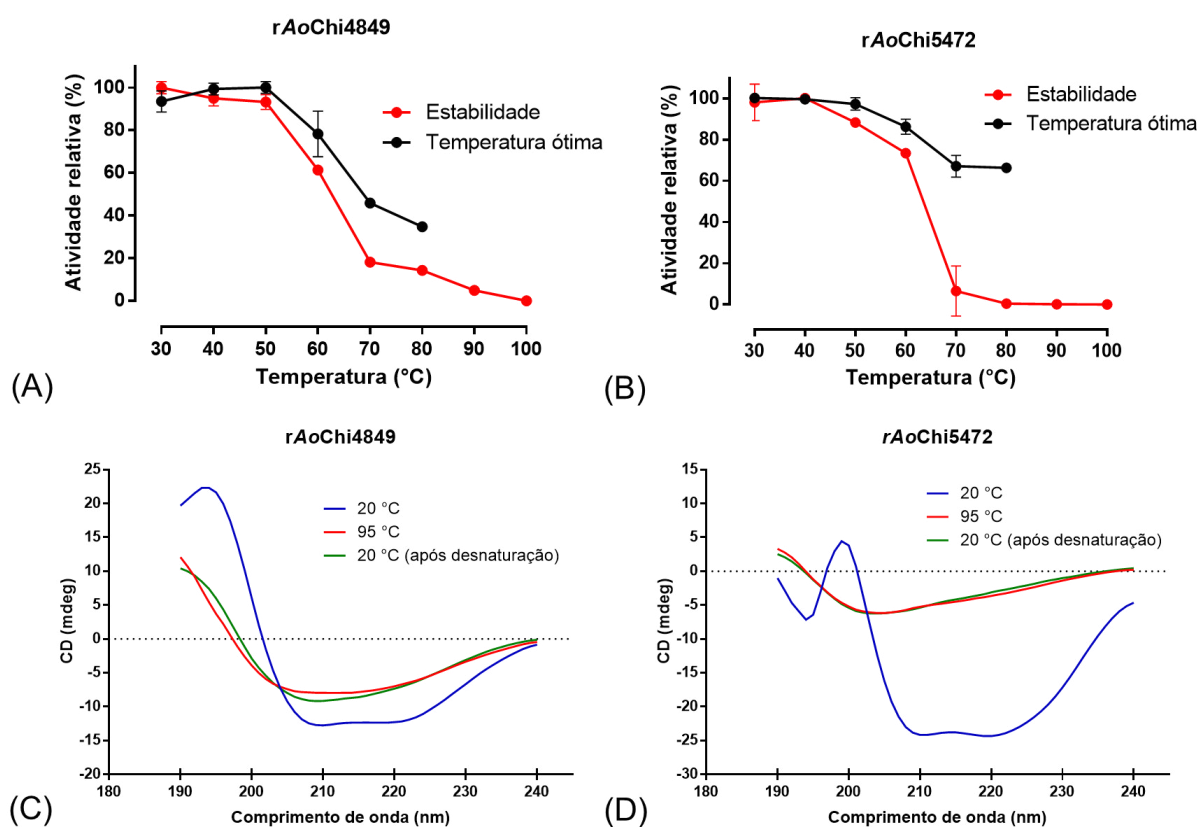 rAoChi4849
Atividade relativa (%)
100
80
60
40
20
0
Estabilidade
Temperatura ótima
30 40 50 60 70 80 90 100
Temperatura (°C)
(A)
rAoChi5472
Atividade relativa (%)
100
80
60
40
20
0
Estabilidade
Temperatura ótima
30 40 50 60 70 80 90 100
Temperatura (°C)
(B)
rAoChi4849
CD (mdeg)
25
20
15
10
5
0
-5
-10
-15
-20
20 °C
95 °C
20 °C (após desnaturação)
180 190 200 210 220 230 240
Comprimento de onda (nm)
(C)
rAoChi5472
CD (mdeg)
15
10
5
0
-5
-10
-15
-20
-25
-30
20 °C
95 °C
20 °C (após desnaturação)
180 190 200 210 220 230 240
Comprimento de onda (nm)
(D)